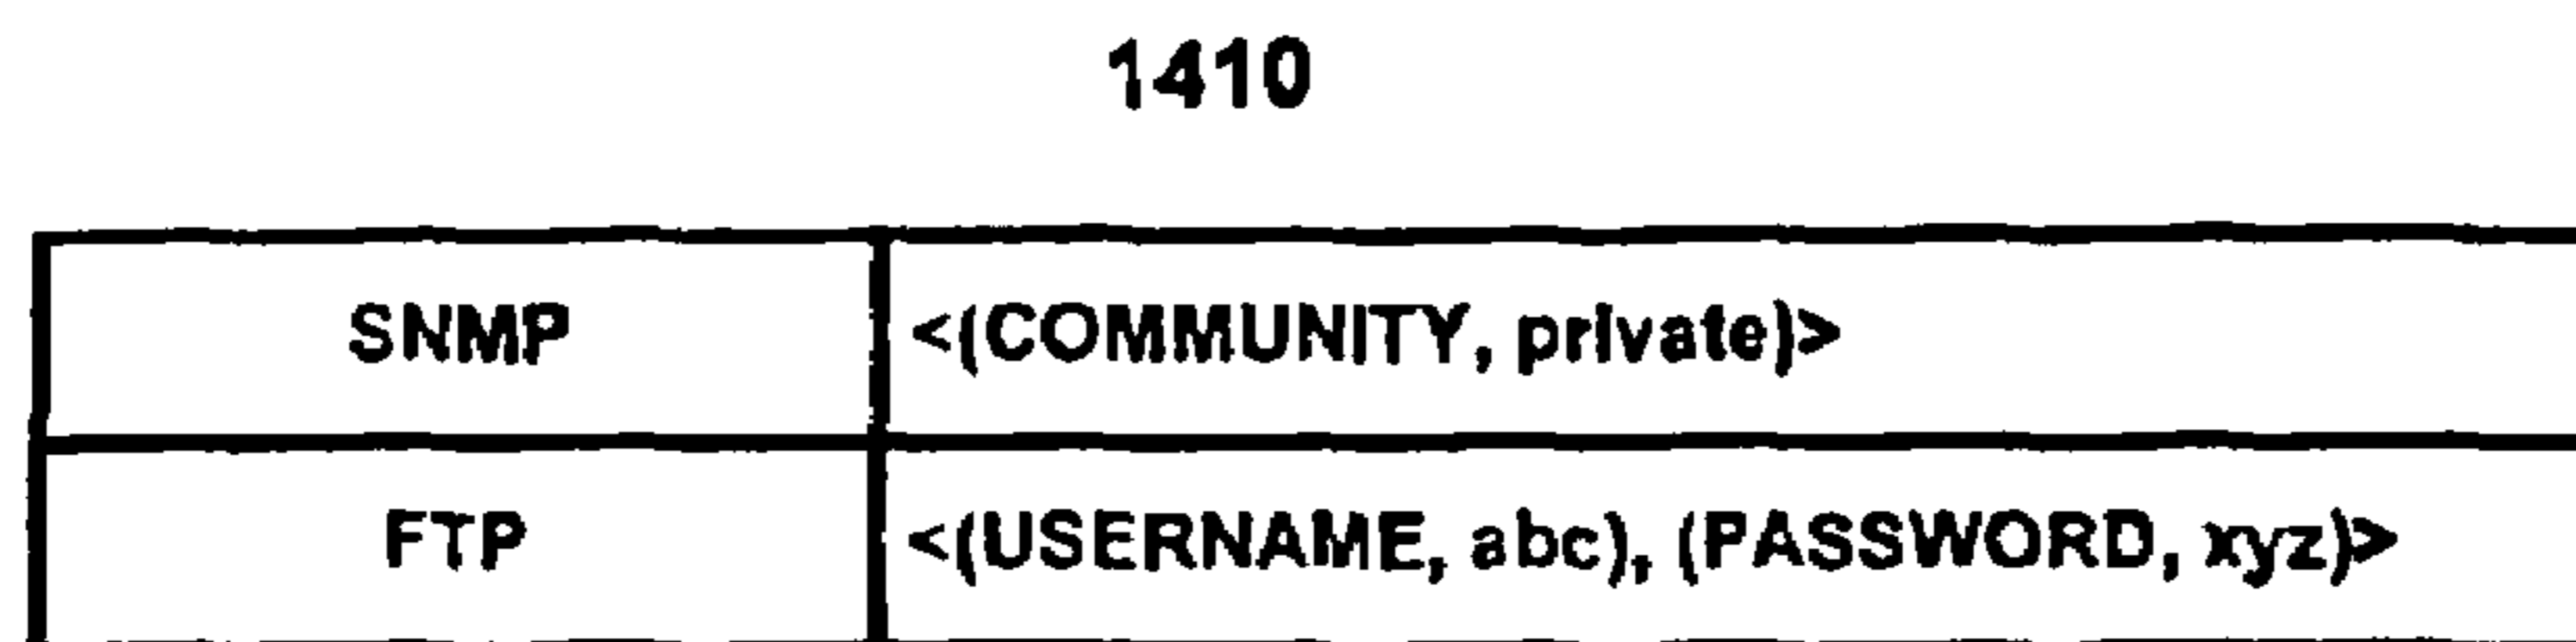 1410
SNMP <(COMMUNITY, private)>
FTP <(USERNAME, abc), (PASSWORD, xyz)>